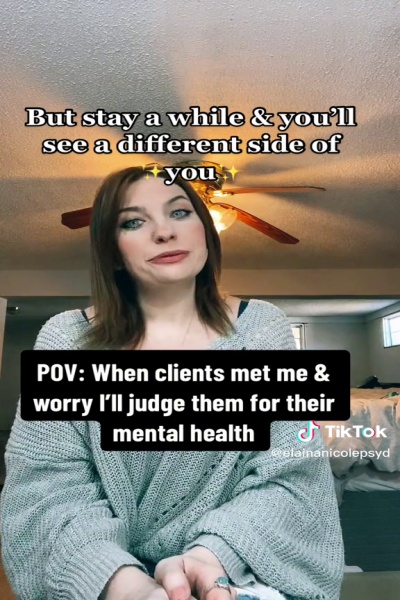 But stay a while & you'll
see a different side of
✨you✨
POV: When clients met me &
worry I'll judge them for their
mental health
TikTok
@elainanicolepsyd